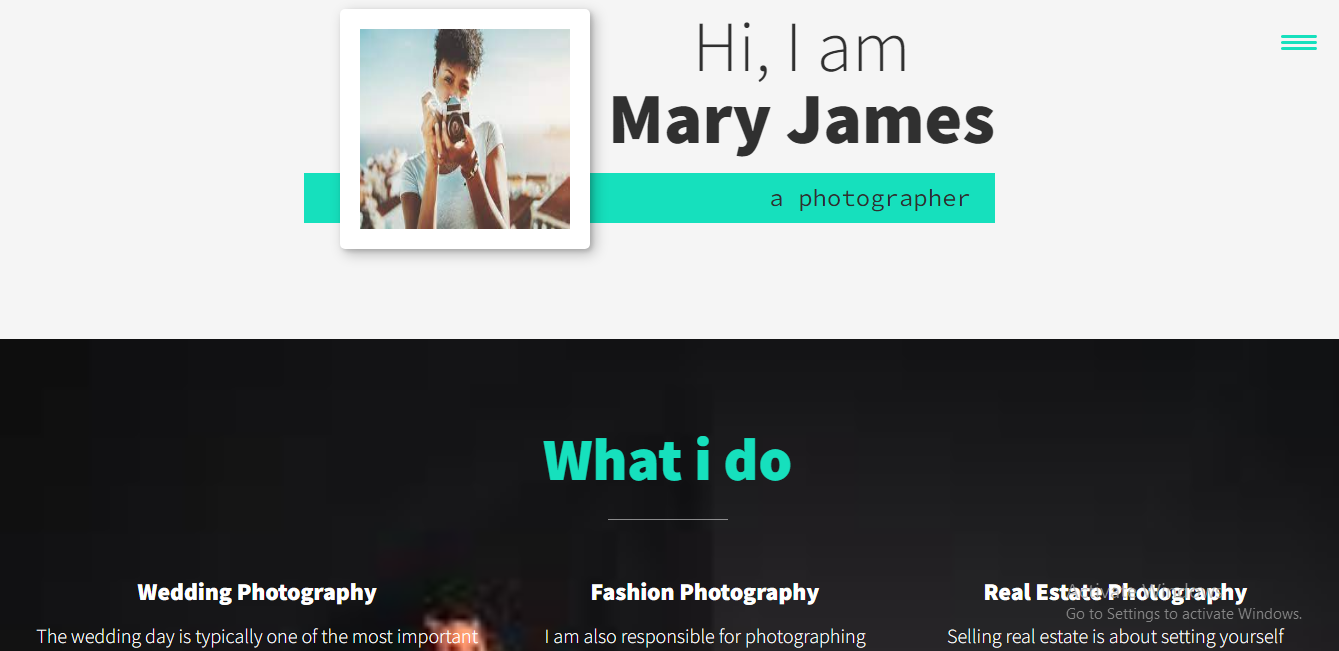 Hi, I am
Mary James
a photographer
What i do
Wedding Photography
The wedding day is typically one of the most important
Fashion Photography
I am also responsible for photographing
Real Estate Photography
Selling real estate is about setting yourself
Activate Windows
Go to Settings to activate Windows.